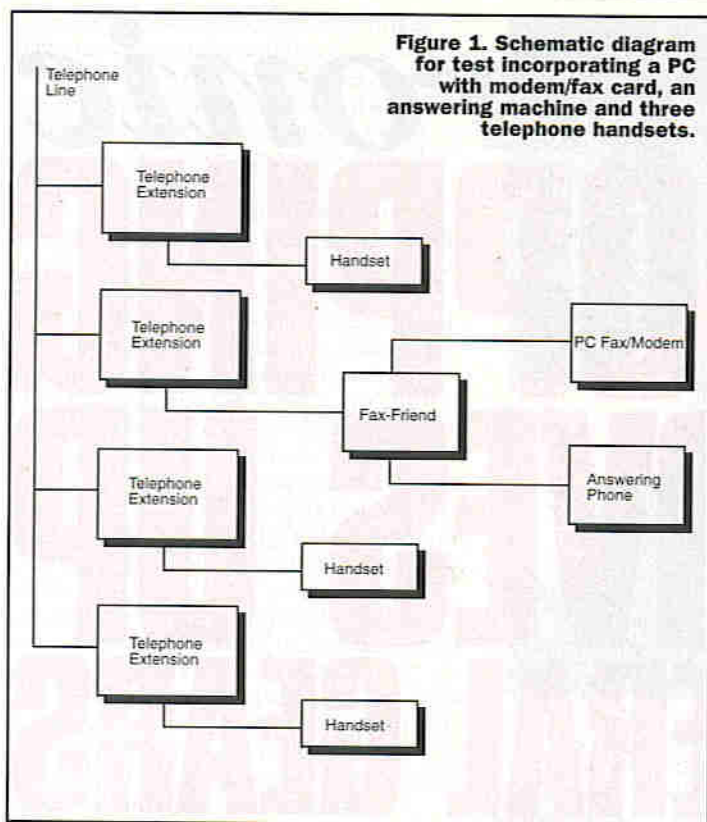 Figure 1. Schematic diagram
for test incorporating a PC
with modem/fax card, an
answering machine and three
telephone handsets.
Telephone
Line
Telephone
Extension
Handset
Telephone
Extension
PC Fax/Modem
Fax-Friend
Telephone
Extension
Answering
Phone
Handset
Telephone
Extension
Handset